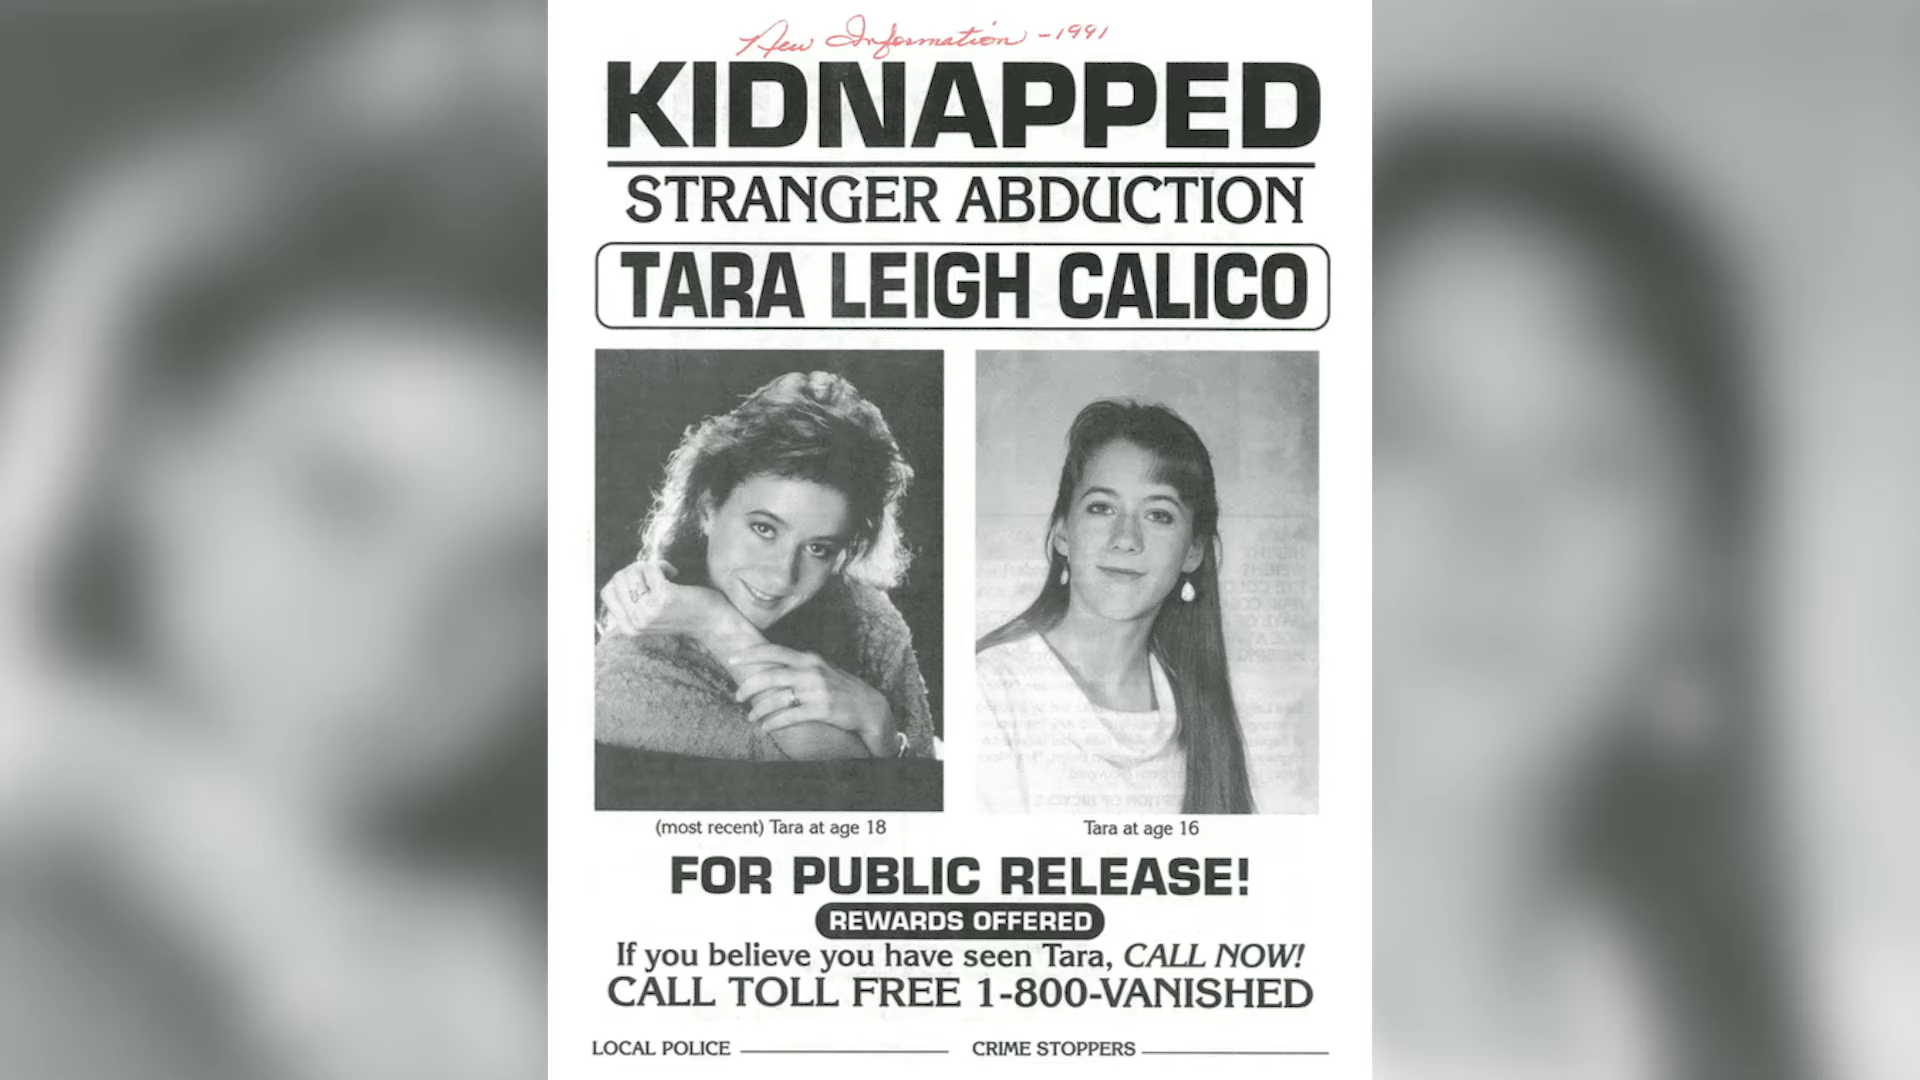 New Information - 1991
KIDNAPPED
STRANGER ABDUCTION
TARA LEIGH CALICO
(most recent) Tara at age 18
Tara at age 16
FOR PUBLIC RELEASE!
REWARDS OFFERED
If you believe you have seen Tara, CALL NOW!
CALL TOLL FREE 1-800-VANISHED
LOCAL POLICE
CRIME STOPPERS